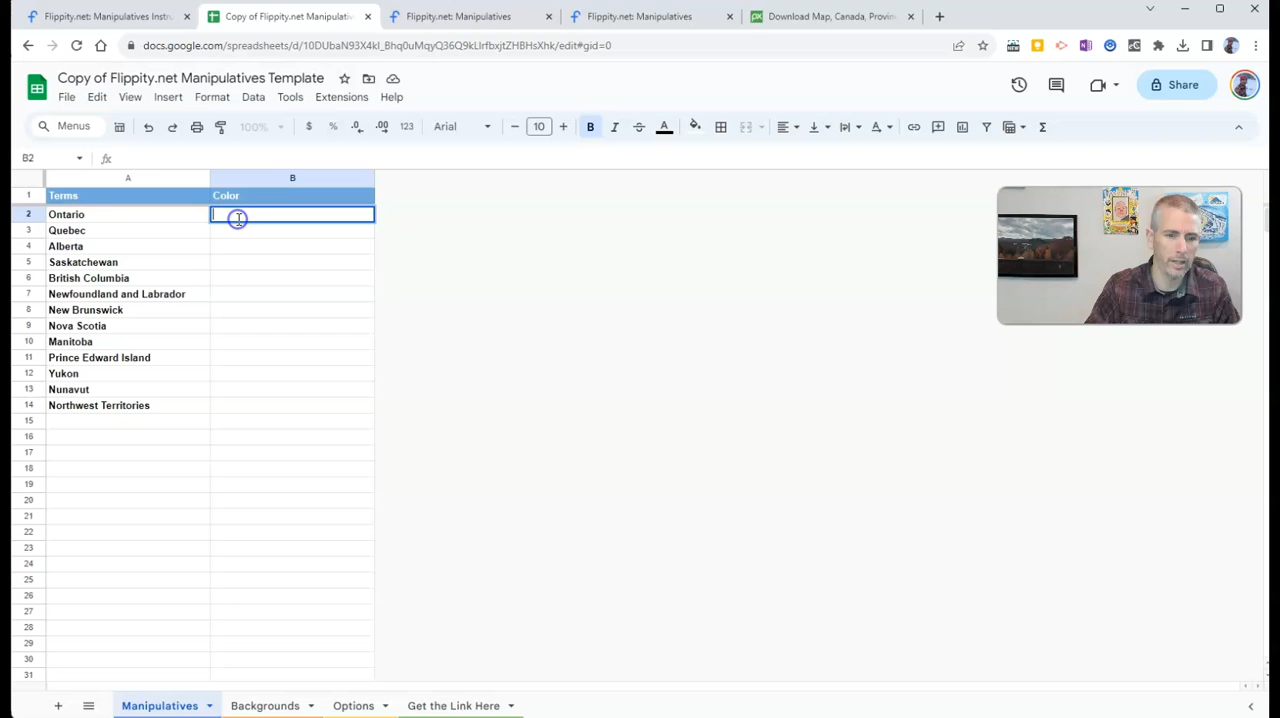 Flippity.net: Manipulatives Instru
Copy of Flippity.net Manipulativ
Flippity.net: Manipulatives
Flippity.net: Manipulatives
Download Map, Canada, Provin
docs.google.com/spreadsheets/d/10DUbaN93X4kI_Bhq0uMqyQ36Q9kLIrfbxjtZHBHsXhk/edit#gid=0
Copy of Flippity.net Manipulatives Template
File Edit View Insert Format Data Tools Extensions Help
Share
Menus 100% $ % .0 .00 123 Arial 10 B I A
B2 fx
A B
1 Terms Color
2 Ontario
3 Quebec
4 Alberta
5 Saskatchewan
6 British Columbia
7 Newfoundland and Labrador
8 New Brunswick
9 Nova Scotia
10 Manitoba
11 Prince Edward Island
12 Yukon
13 Nunavut
14 Northwest Territories
15
16
17
18
19
20
21
22
23
24
25
26
27
28
29
30
31
Manipulatives Backgrounds Options Get the Link Here